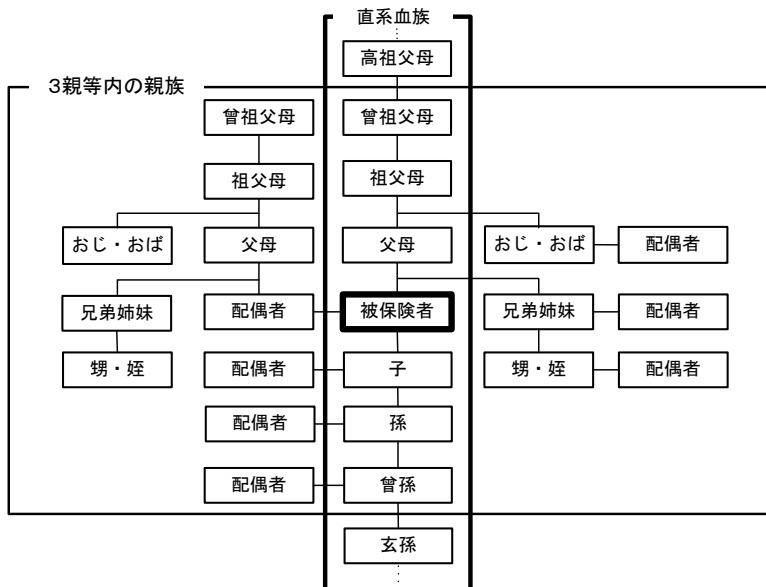 直系血族
高祖父母
3親等内の親族
曾祖父母
曾祖父母
祖父母
祖父母
おじ・おば
父母
父母
おじ・おば
配偶者
兄弟姉妹
配偶者
被保険者
兄弟姉妹
配偶者
甥・姪
配偶者
子
甥・姪
配偶者
配偶者
孫
配偶者
曾孫
玄孫